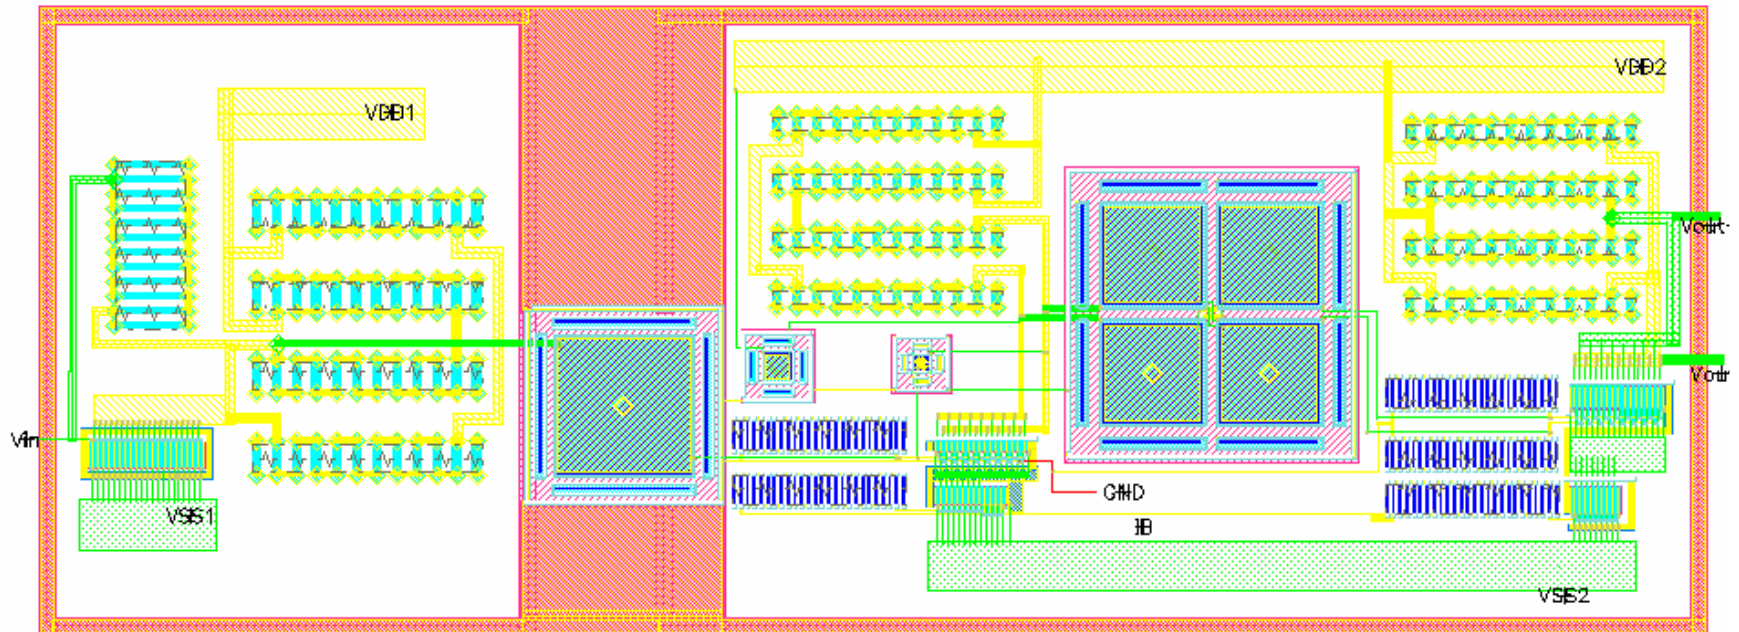 VDD2
VDD1
Vout-
Vout
Vin
GND
VSS1
IB
VSS2